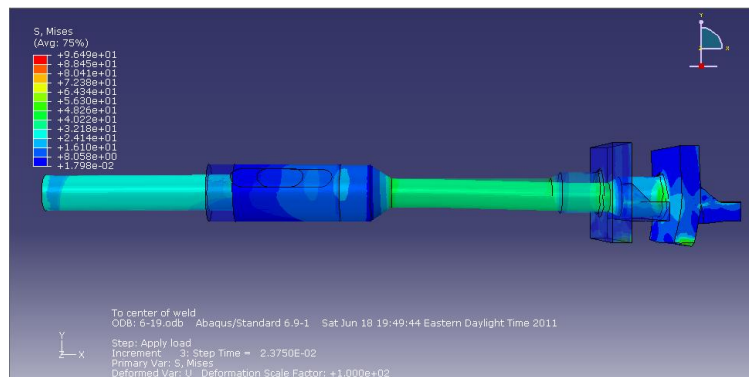 S, Mises
(Avg: 75%)
+9.649e+01
+8.845e+01
+8.041e+01
+7.238e+01
+6.434e+01
+5.630e+01
+4.826e+01
+4.022e+01
+3.218e+01
+2.414e+01
+1.610e+01
+8.058e+00
+1.798e-02
Y
X
Z
To center of weld
ODB: 6-19.odb Abaqus/Standard 6.9-1 Sat Jun 18 19:49:44 Eastern Daylight Time 2011
Y
Z X
Step: Apply load
Increment 3: Step Time = 2.3750E-02
Primary Var: S, Mises
Deformed Var: U Deformation Scale Factor: +1.000e+02